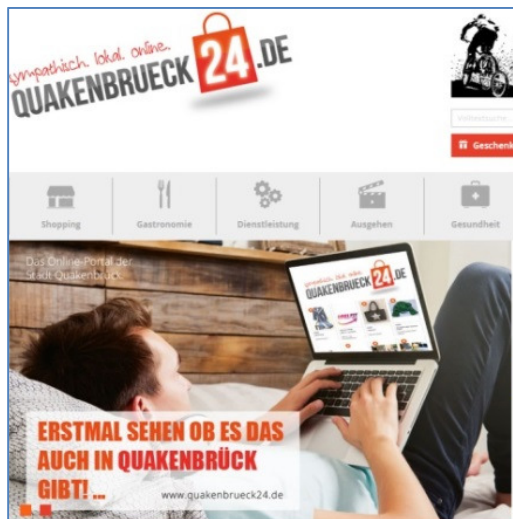 sympathisch. lokal. online.
QUAKENBRUECK24.DE
Volltextsuche
Geschenk
Shopping
Gastronomie
Dienstleistung
Ausgehen
Gesundheit
Das Online-Portal der
Stadt Quakenbrück
sympathisch. lokal. online.
QUAKENBRUECK24.DE
ERSTMAL SEHEN OB ES DAS
AUCH IN QUAKENBRÜCK
GIBT! ...
www.quakenbrueck24.de